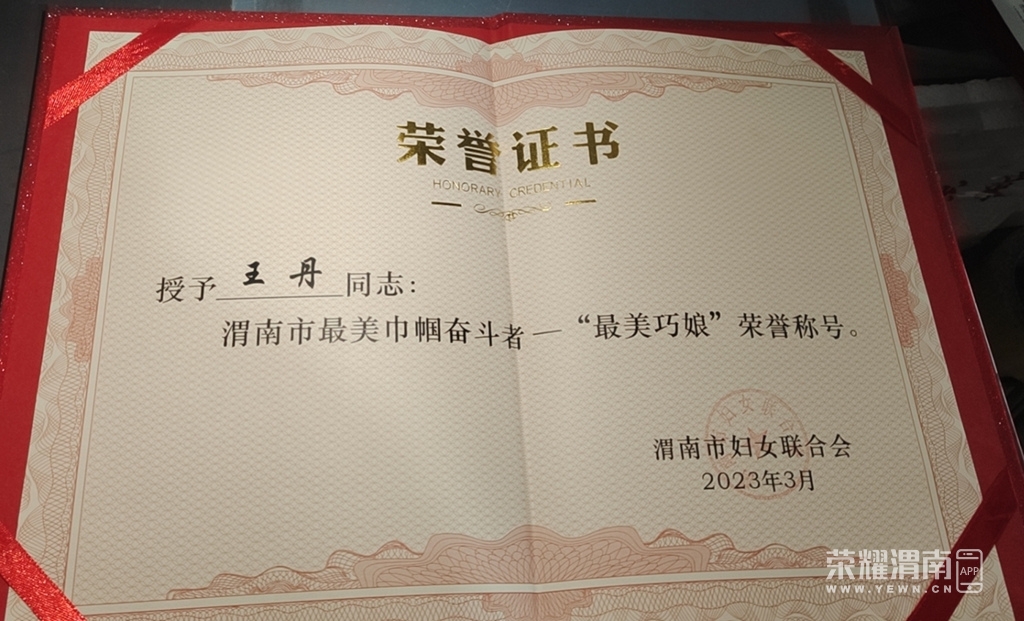 荣誉证书
HONORARY CREDENTIAL
授予 王 丹 同志:
渭南市最美巾帼奋斗者—“最美巧娘”荣誉称号。
渭南市妇女联合会
2023年3月
荣耀渭南 APP
WWW.YEWN.CN